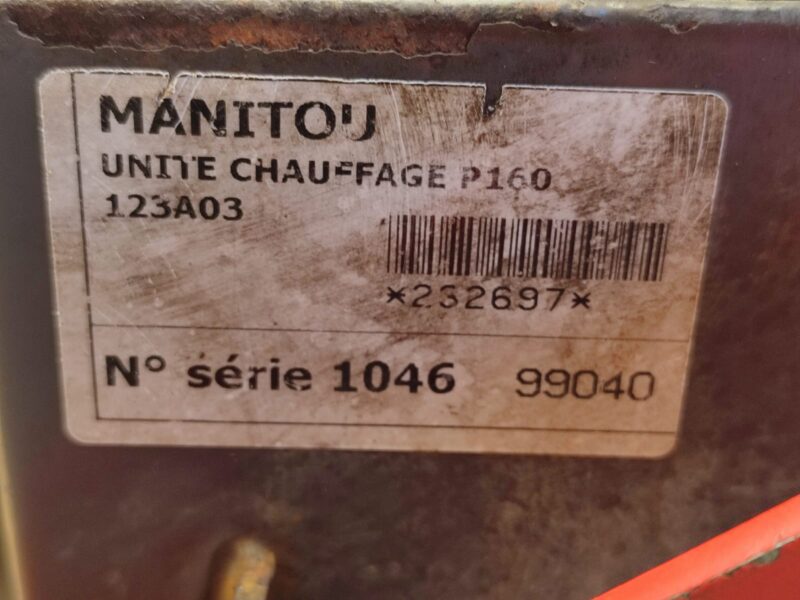 MANITOU
UNITE CHAUFFAGE P160
123A03
*232697*
N° série 1046 99040